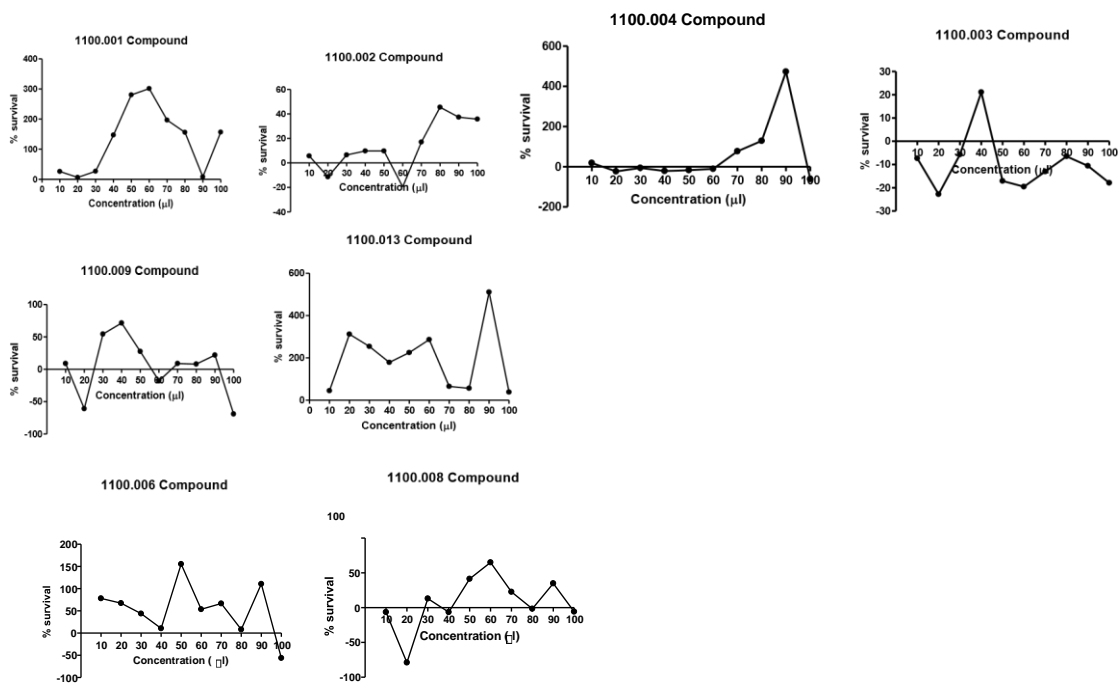 1100.001 Compound
400
300
200
100
0
0 10 20 30 40 50 60 70 80 90 100
% survival
Concentration (μl)
1100.002 Compound
60
40
20
0
-20
-40
10 20 30 40 50 60 70 80 90 100
% survival
Concentration (μl)
1100.004 Compound
600
400
200
0
-200
10 20 30 40 50 60 70 80 90 100
% survival
Concentration (μl)
1100.003 Compound
30
20
10
0
-10
-20
-30
10 20 30 40 50 60 70 80 90 100
% survival
Concentration (μl)
1100.009 Compound
100
50
0
-50
-100
10 20 30 40 50 60 70 80 90 100
% survival
Concentration (μl)
1100.013 Compound
600
400
200
0
0 10 20 30 40 50 60 70 80 90 100
% survival
Concentration (μl)
1100.006 Compound
200
150
100
50
0
-50
-100
10 20 30 40 50 60 70 80 90 100
% survival
Concentration ( □l)
1100.008 Compound
100
50
0
-50
-100
10 20 30 40 50 60 70 80 90 100
% survival
Concentration (□l)